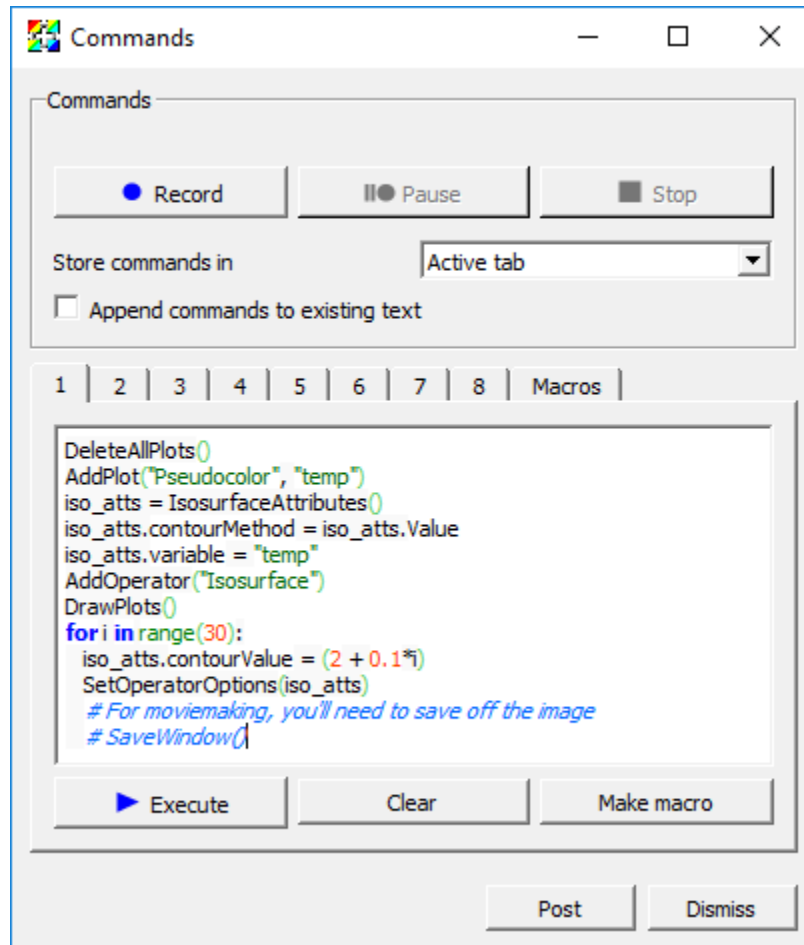 Commands
Commands
Record
Pause
Stop
Store commands in
Active tab
Append commands to existing text
1 2 3 4 5 6 7 8 Macros
DeleteAllPlots()
AddPlot("Pseudocolor", "temp")
iso_atts = IsosurfaceAttributes()
iso_atts.contourMethod = iso_atts.Value
iso_atts.variable = "temp"
AddOperator("Isosurface")
DrawPlots()
for i in range(30):
  iso_atts.contourValue = (2 + 0.1*i)
  SetOperatorOptions(iso_atts)
  # For moviemaking, you'll need to save off the image
  # SaveWindow()
Execute
Clear
Make macro
Post
Dismiss